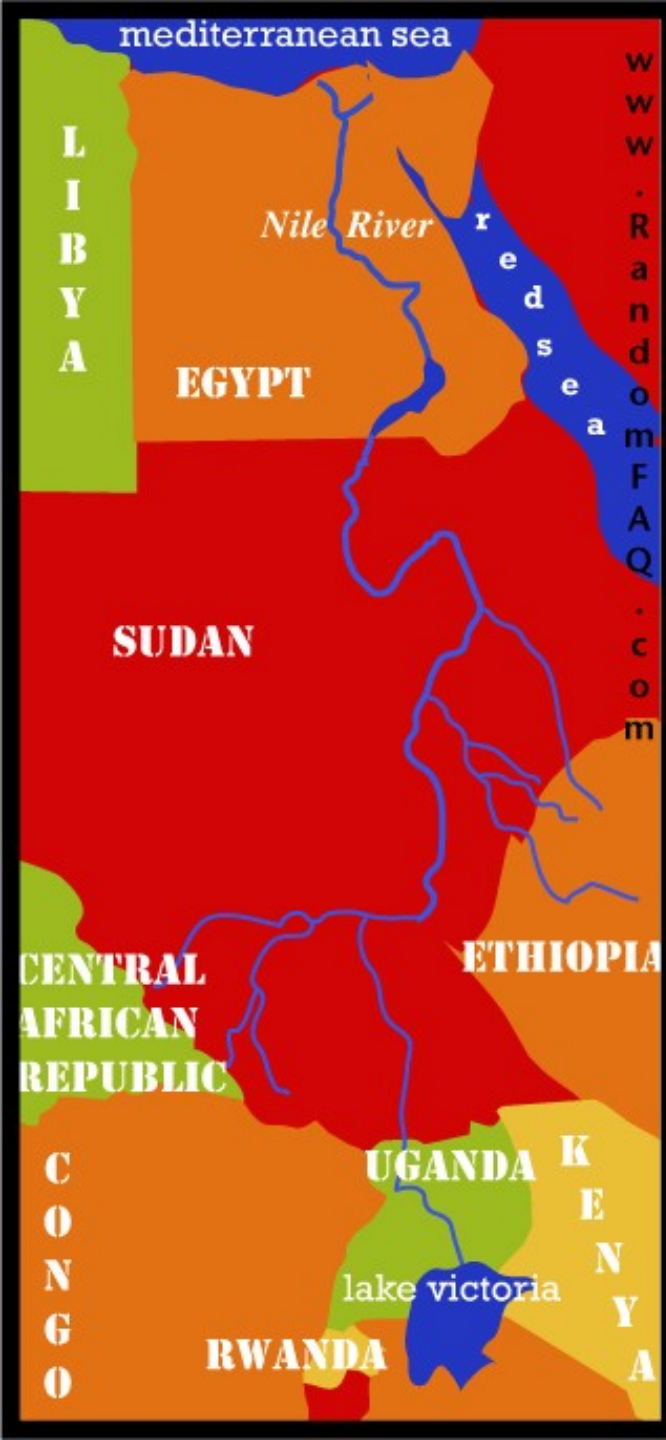 mediterranean sea
www.RandomFAQ.com
LIBYA
Nile River
red sea
EGYPT
SUDAN
ETHIOPIA
CENTRAL
AFRICAN
REPUBLIC
CONGO
UGANDA
KENYA
lake victoria
RWANDA